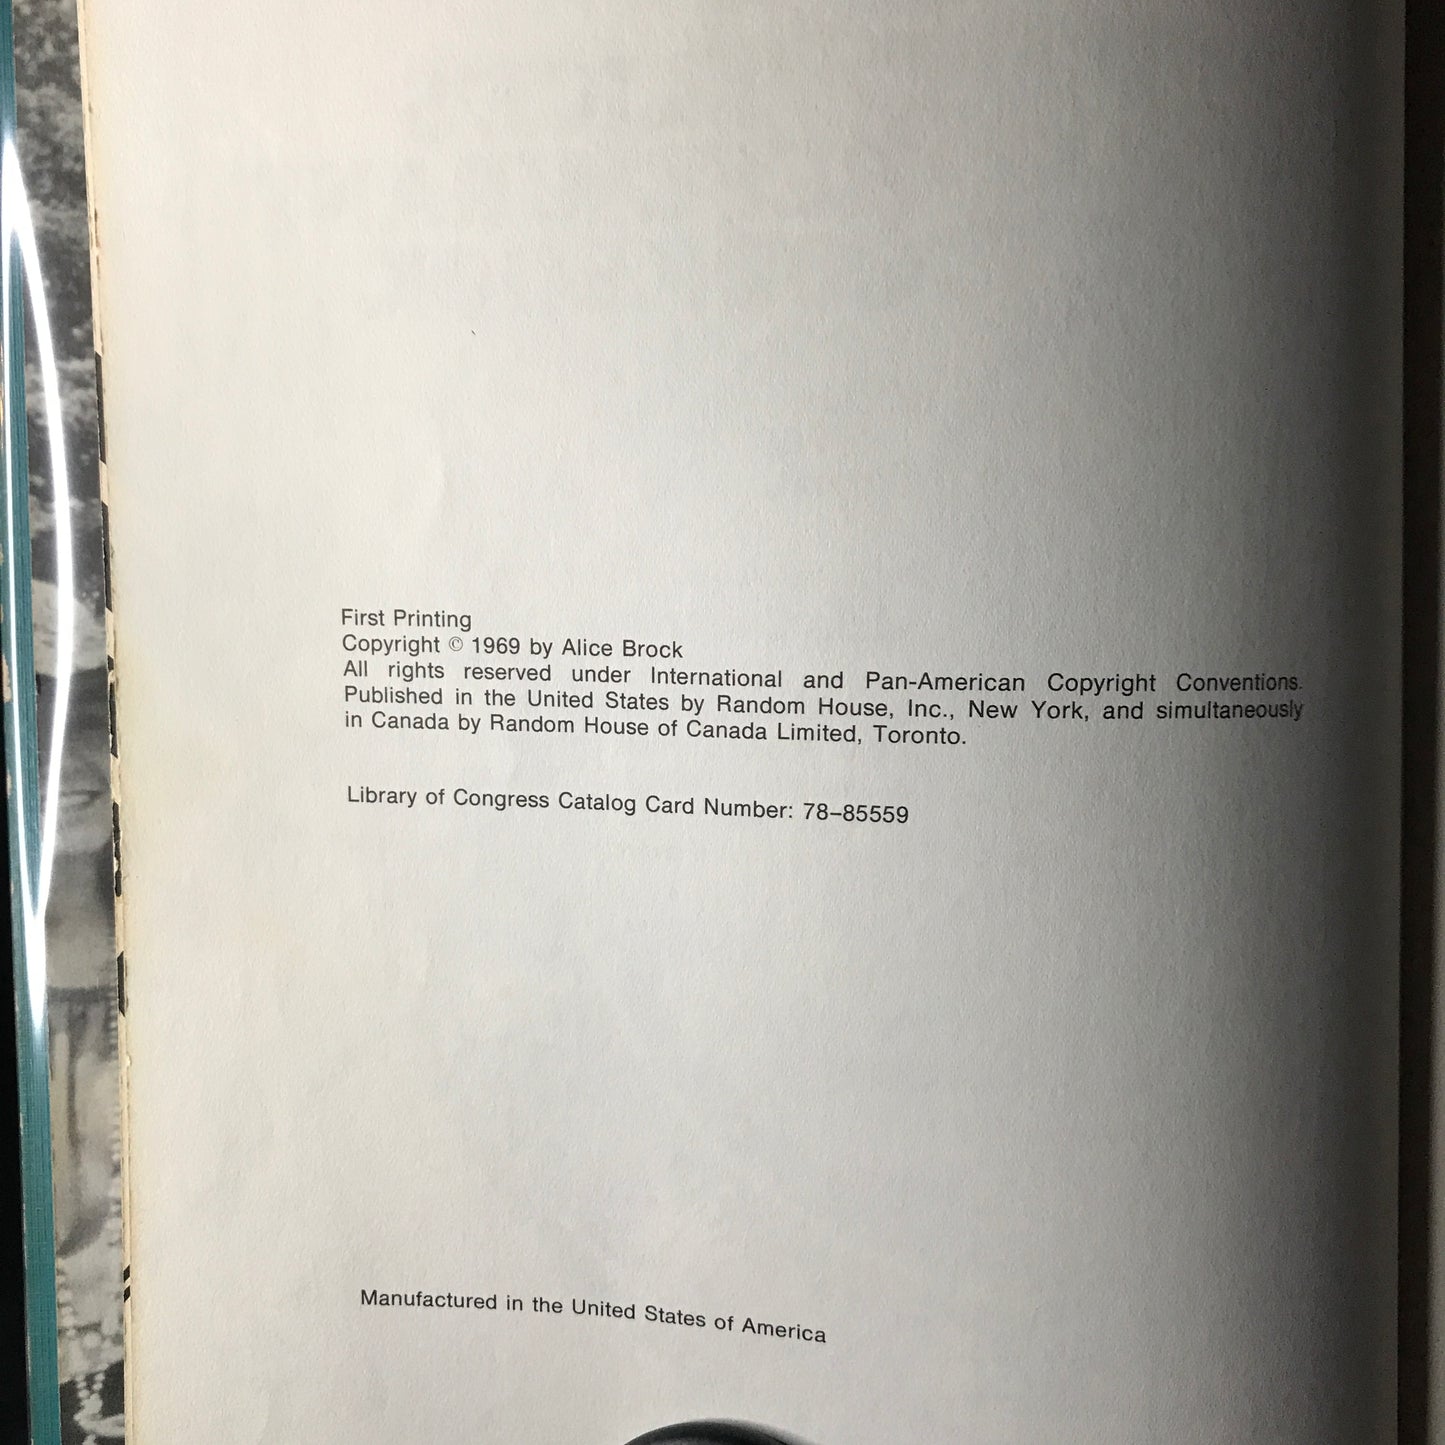 First Printing
Copyright © 1969 by Alice Brock
All rights reserved under International and Pan-American Copyright Conventions.
Published in the United States by Random House, Inc., New York, and simultaneously
in Canada by Random House of Canada Limited, Toronto.
Library of Congress Catalog Card Number: 78–85559
Manufactured in the United States of America